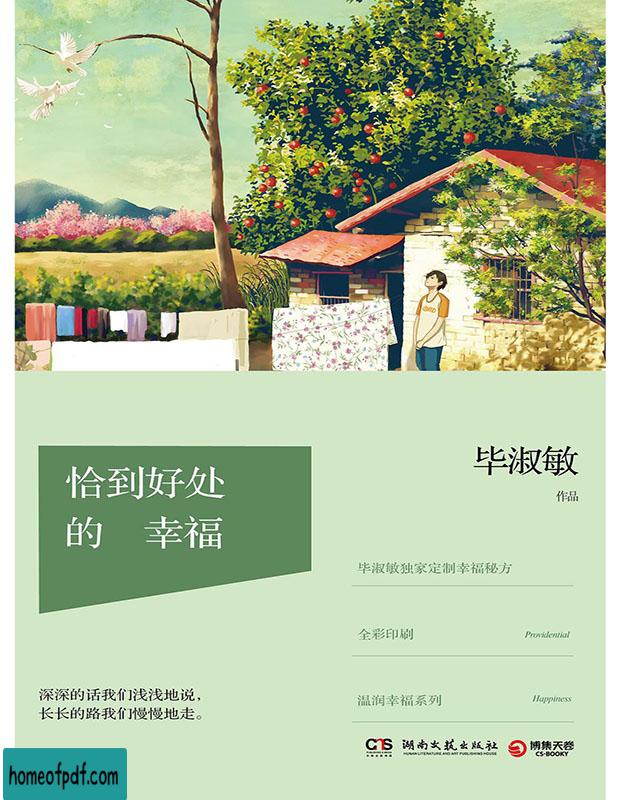 恰到好处
的 幸福
毕淑敏
作品
毕淑敏独家定制幸福秘方
全彩印刷
Providential
温润幸福系列
Happiness
深深的话我们浅浅地说，
长长的路我们慢慢地走。
湖南文艺出版社
HUNAN LITERATURE AND ART PUBLISHING HOUSE
博集天卷
CS-BOOKY
homeofpdf.com